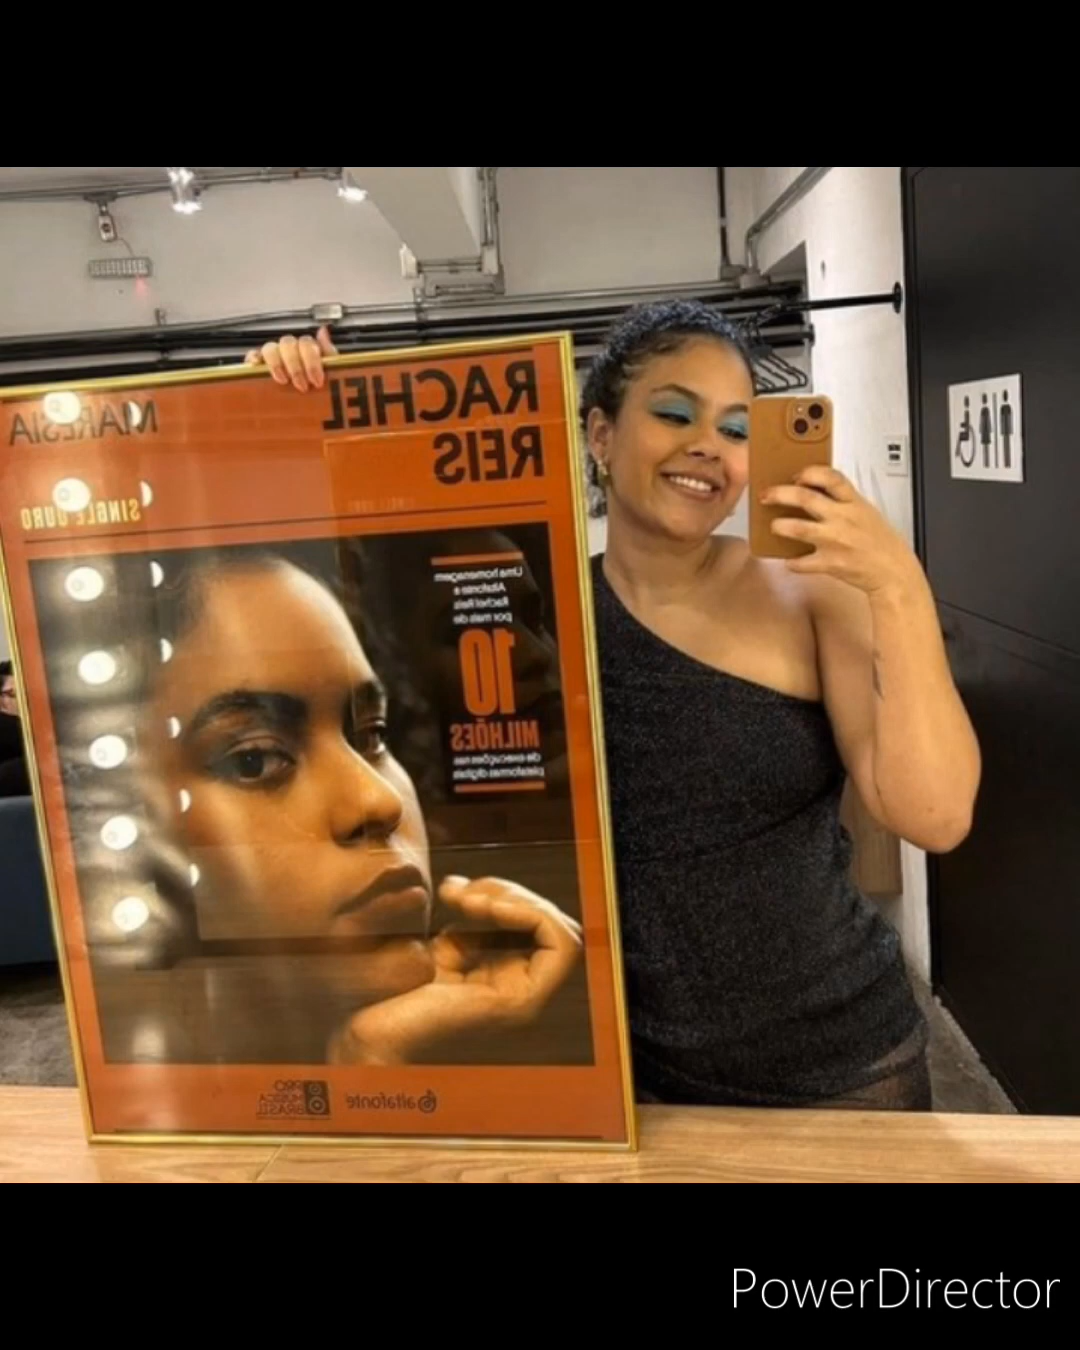 RACHEL
REIS
MARESIA
SINGLE OURO
Uma homenagem
Altafonte a
Rachel Reis
por mais de
10
MILHÕES
de execuções nas
plataformas digitais
PRO
MÚSICA
BRASIL
altafonte
PowerDirector